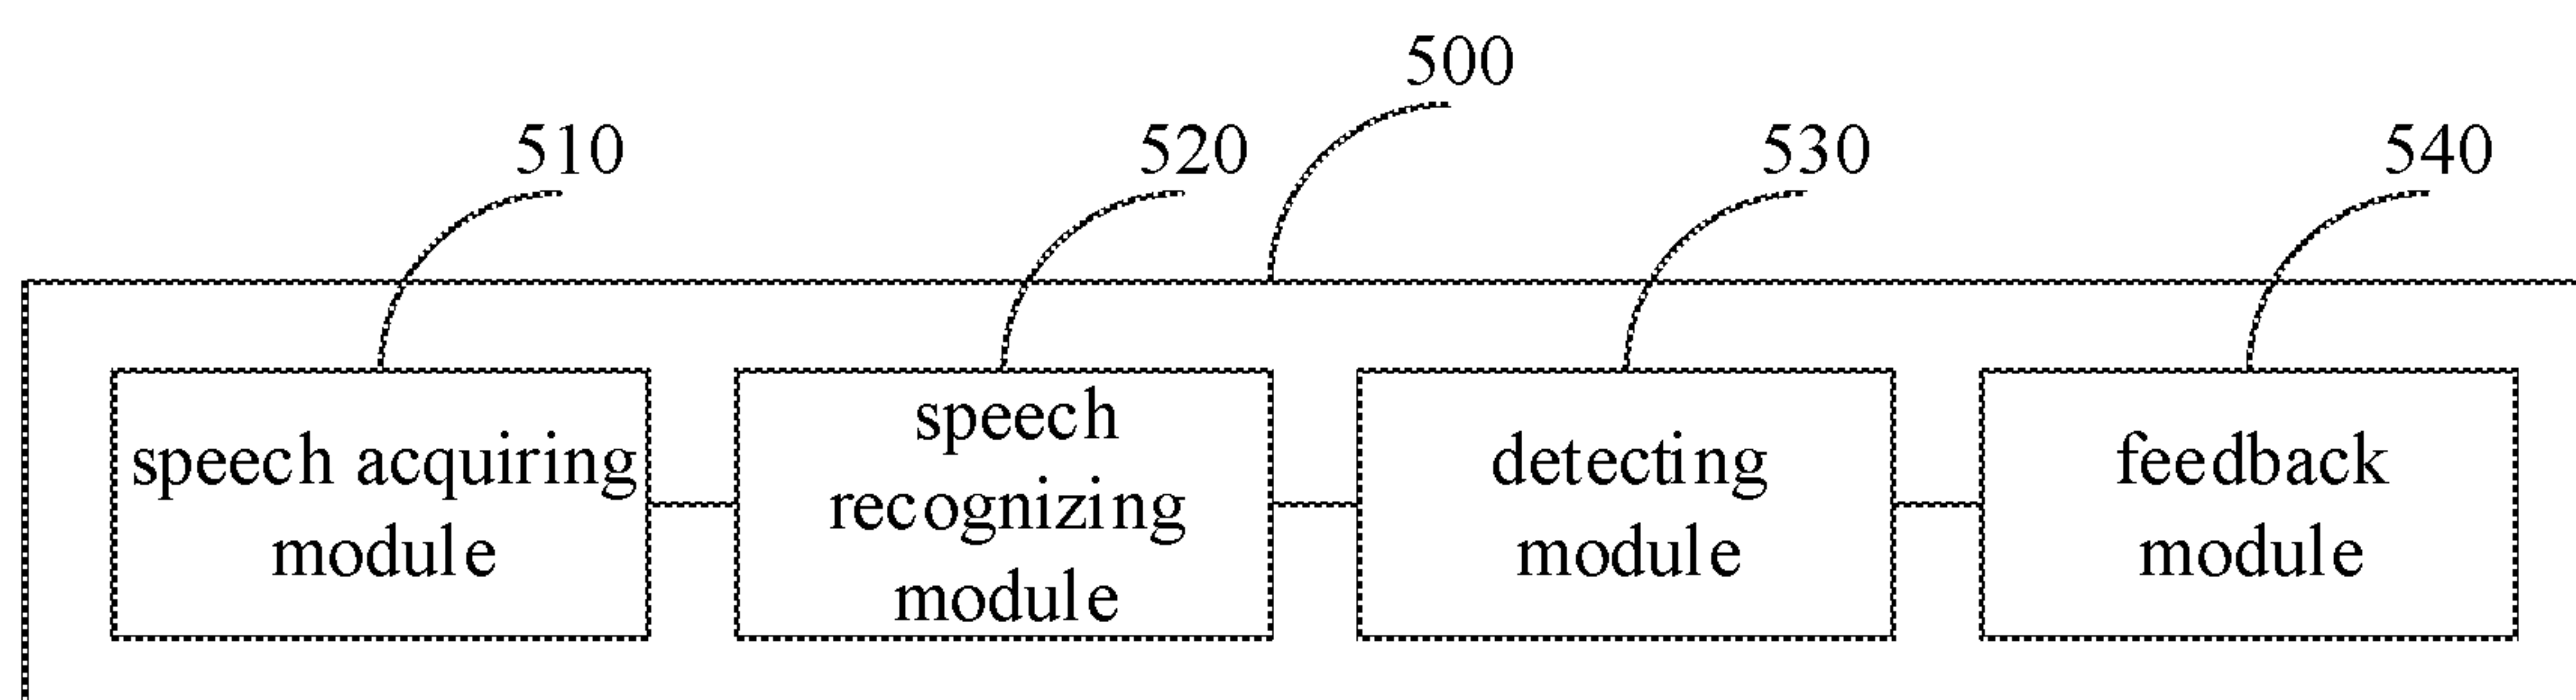 500
510
520
530
540
speech acquiring
module
speech
recognizing
module
detecting
module
feedback
module